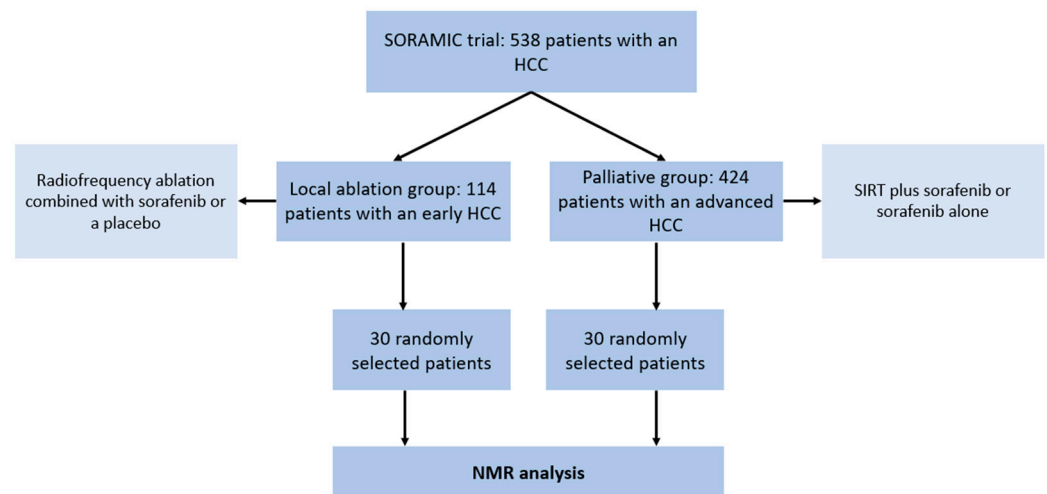 SORAMIC trial: 538 patients with an
HCC
Radiofrequency ablation
combined with sorafenib or
a placebo
Local ablation group: 114
patients with an early HCC
Palliative group: 424
patients with an advanced
HCC
SIRT plus sorafenib or
sorafenib alone
30 randomly
selected patients
30 randomly
selected patients
NMR analysis